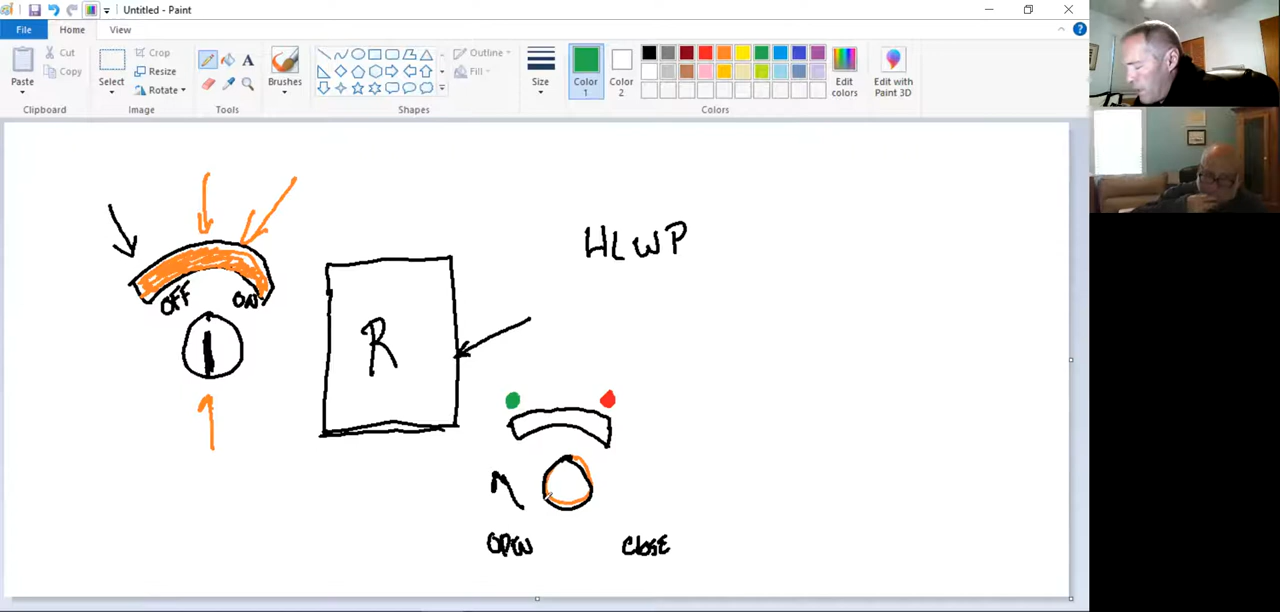 Untitled - Paint
File Home View
Paste
Cut
Copy
Clipboard
Select
Crop
Resize
Rotate
Image
A
Tools
Brushes
Shapes
Outline
Fill
Size
Color 1
Color 2
Colors
Edit colors
Edit with Paint 3D
HLWP
OFF ON
R
OPEN CLOSE